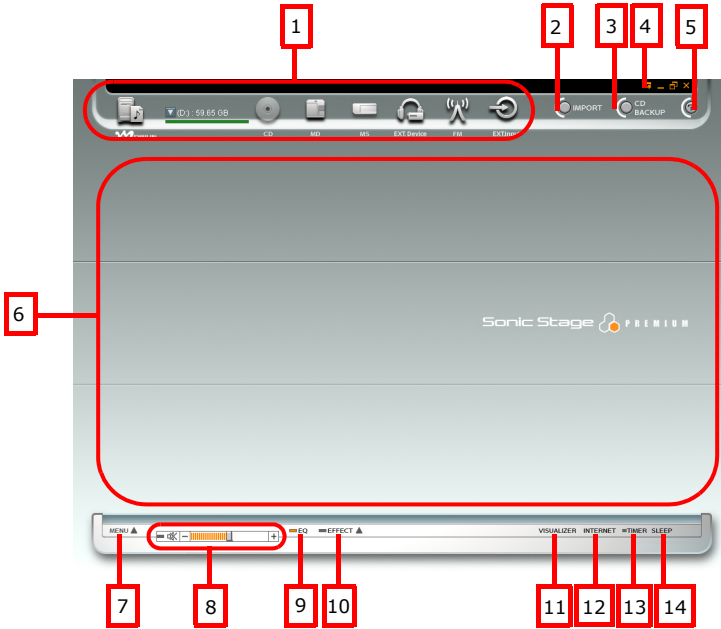 1 2 3 4 5
(D:) : 59.65 GB
IMPORT
CD
BACKUP
CD MD MS EXT.Device FM EXTInput
6
Sonic Stage PREMIUM
MENU ▲ − + EQ EFFECT ▲ VISUALIZER INTERNET TIMER SLEEP
7 8 9 10 11 12 13 14